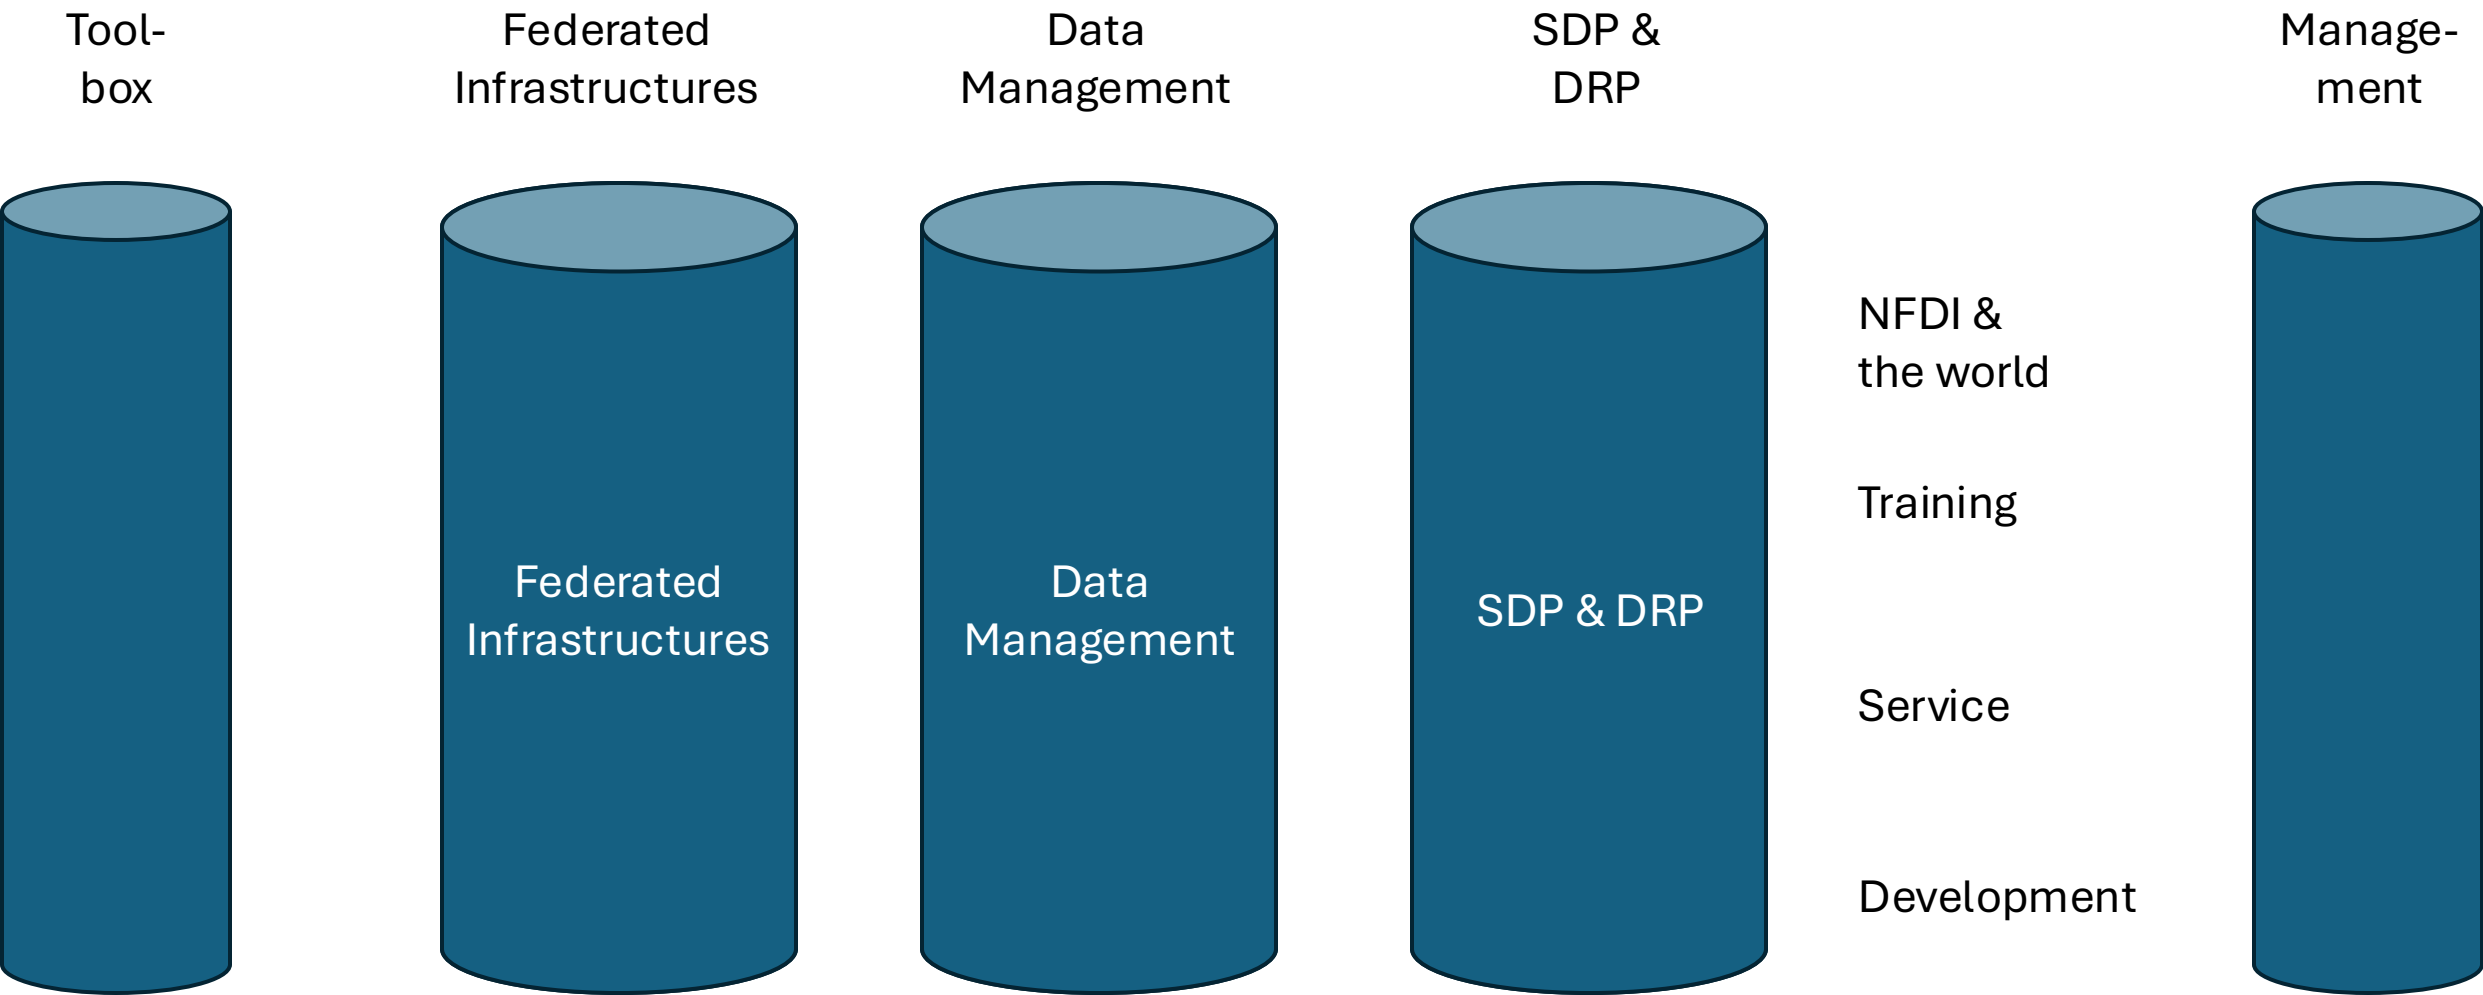 Tool-
box
Federated
Infrastructures
Data
Management
SDP &
DRP
Manage-
ment
Federated
Infrastructures
Data
Management
SDP & DRP
NFDI &
the world
Training
Service
Development